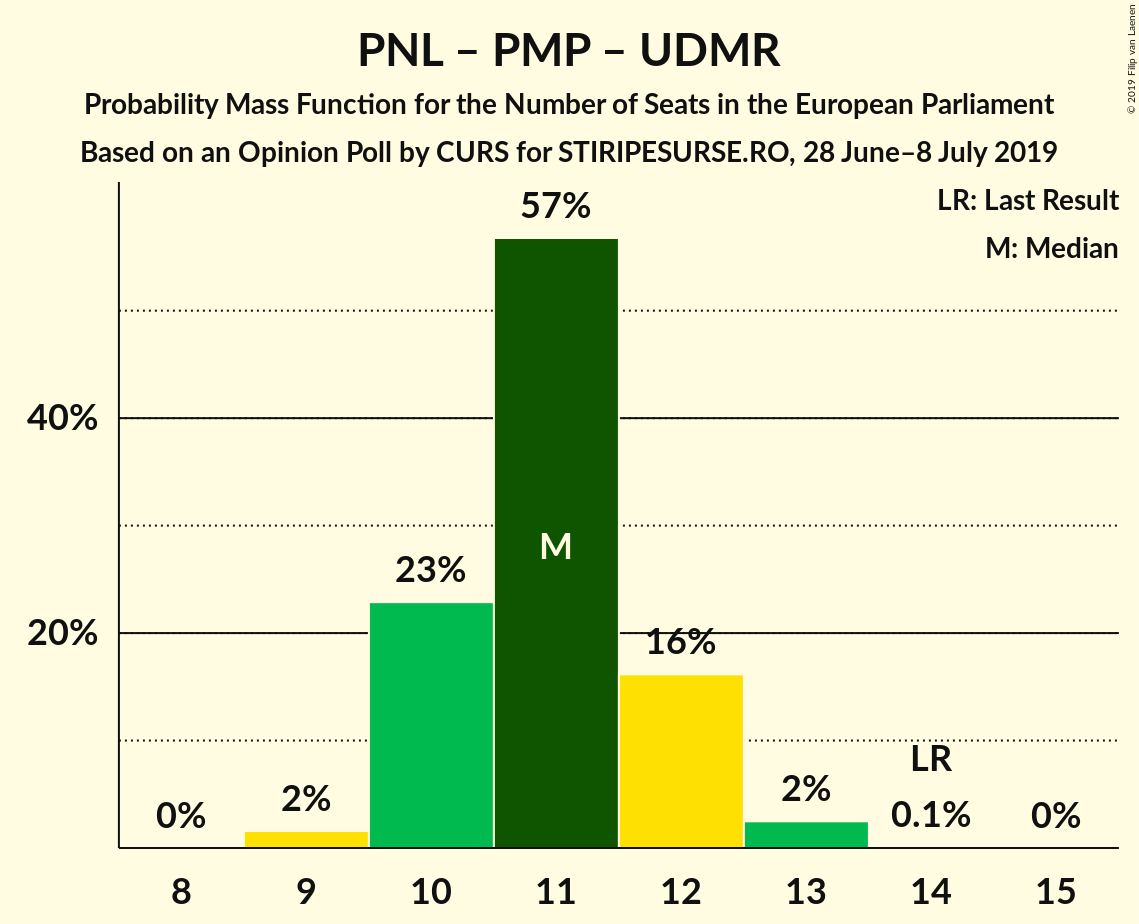 PNL – PMP – UDMR
Probability Mass Function for the Number of Seats in the European Parliament
Based on an Opinion Poll by CURS for STIRIPESURSE.RO, 28 June–8 July 2019
© 2019 Filip van Laenen
LR: Last Result
M: Median
57%
40%
M
23%
20%
16%
LR
2%
2%
0%
0.1%
0%
8 9 10 11 12 13 14 15